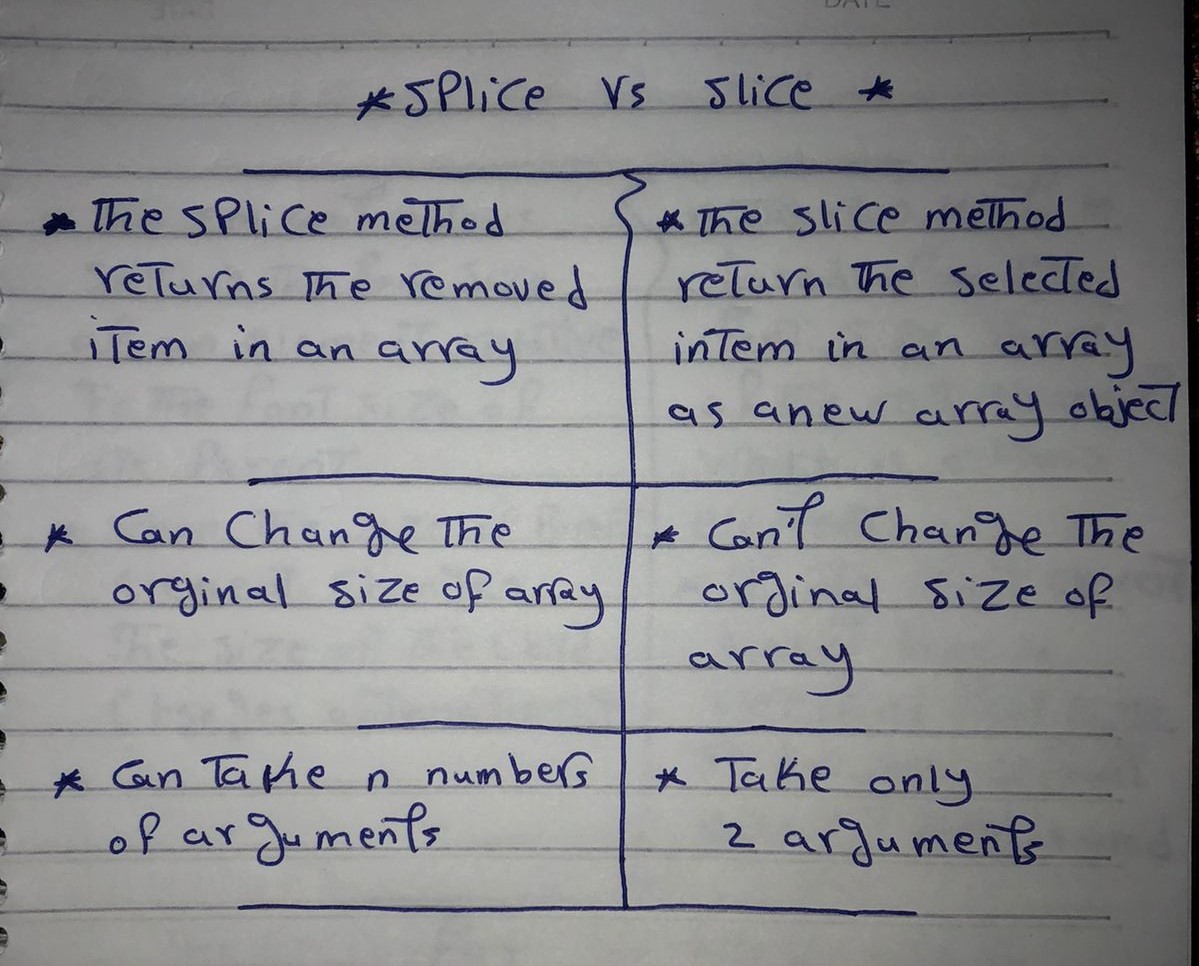 DATE
*SPlice Vs Slice *
* The SPlice method
returns The removed
iTem in an array
* Can Change The
orginal size of array
* Can Take n numbers
of arguments
* The slice method
return The selected
inTem in an array
as anew array object
* Can't Change The
orginal size of
array
* Take only
2 arguments